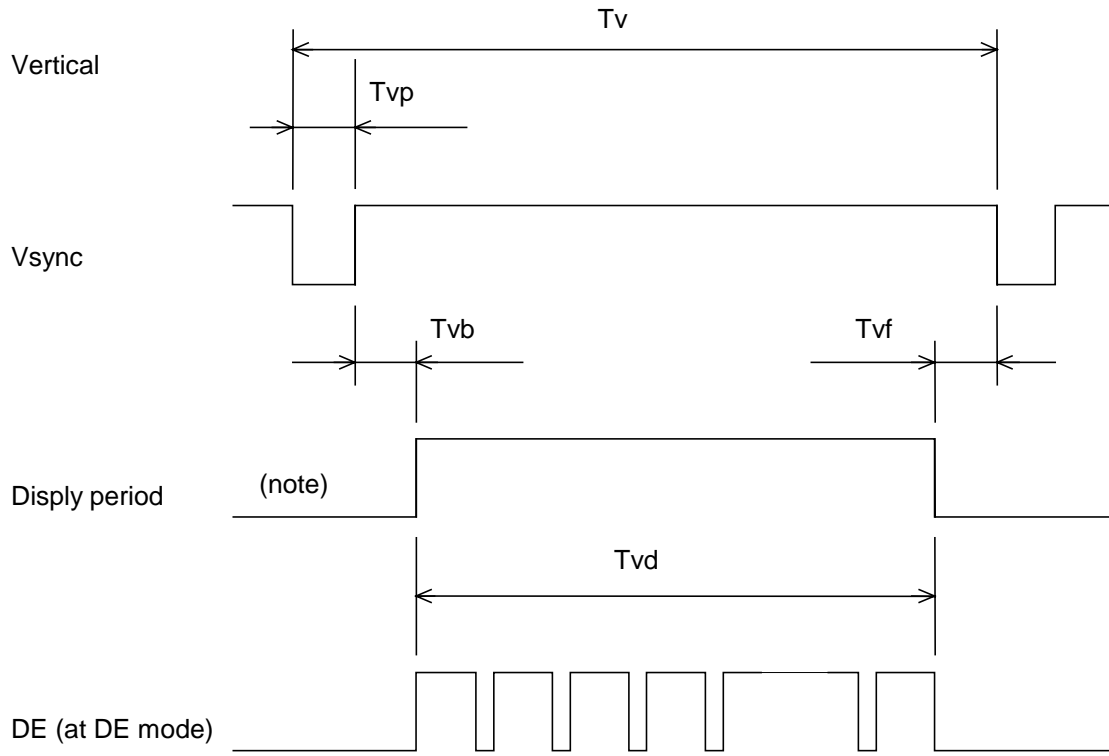 Tv
Vertical
Tvp
Vsync
Tvb
Tvf
Disply period
(note)
Tvd
DE (at DE mode)